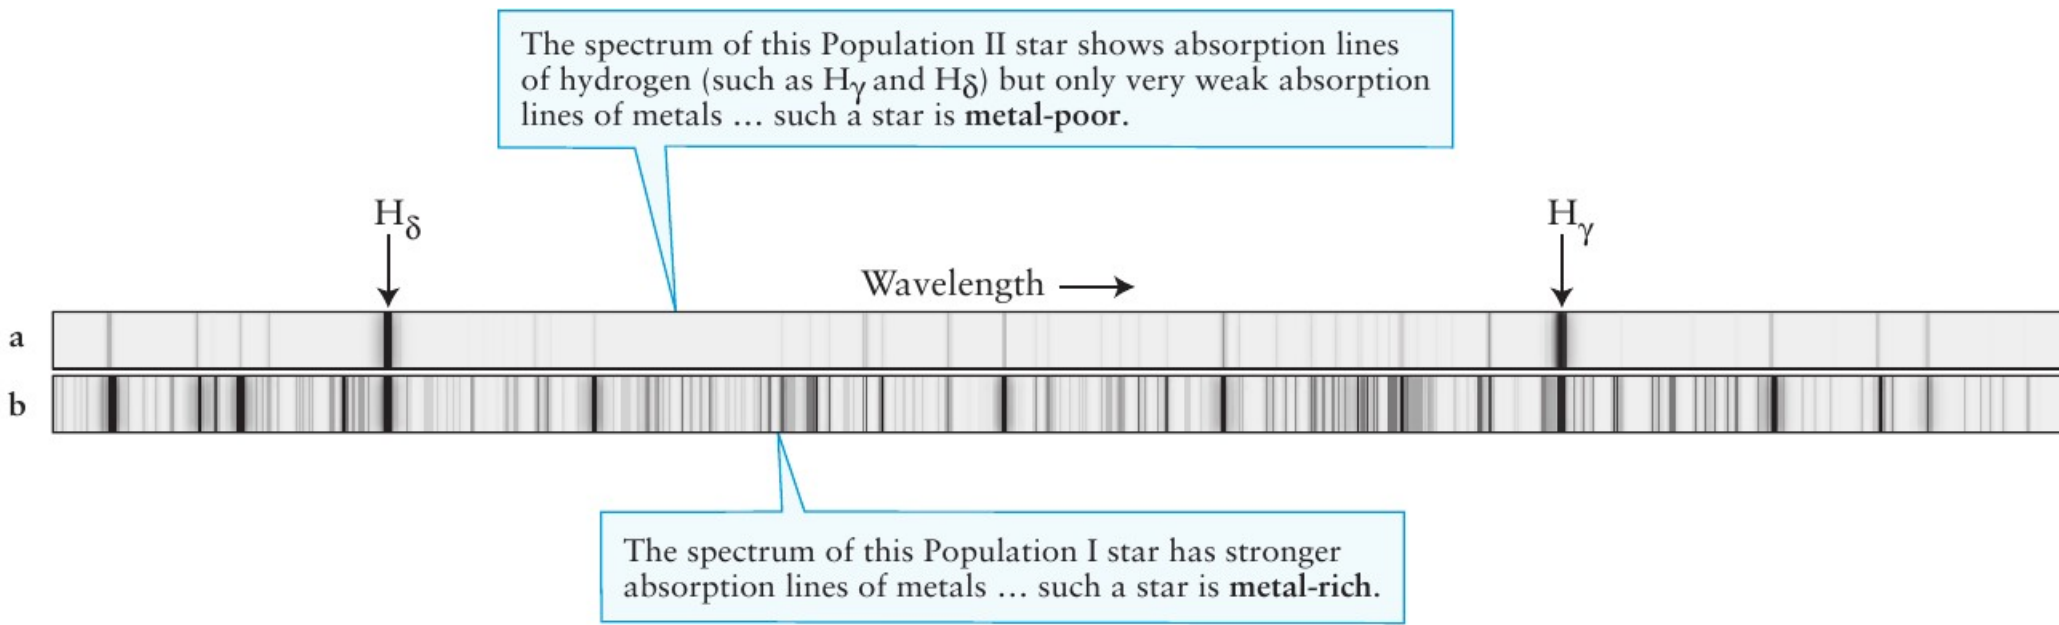 The spectrum of this Population II star shows absorption lines
of hydrogen (such as Hγ and Hδ) but only very weak absorption
lines of metals ... such a star is metal-poor.
Hδ
Hγ
Wavelength
a
b
The spectrum of this Population I star has stronger
absorption lines of metals ... such a star is metal-rich.